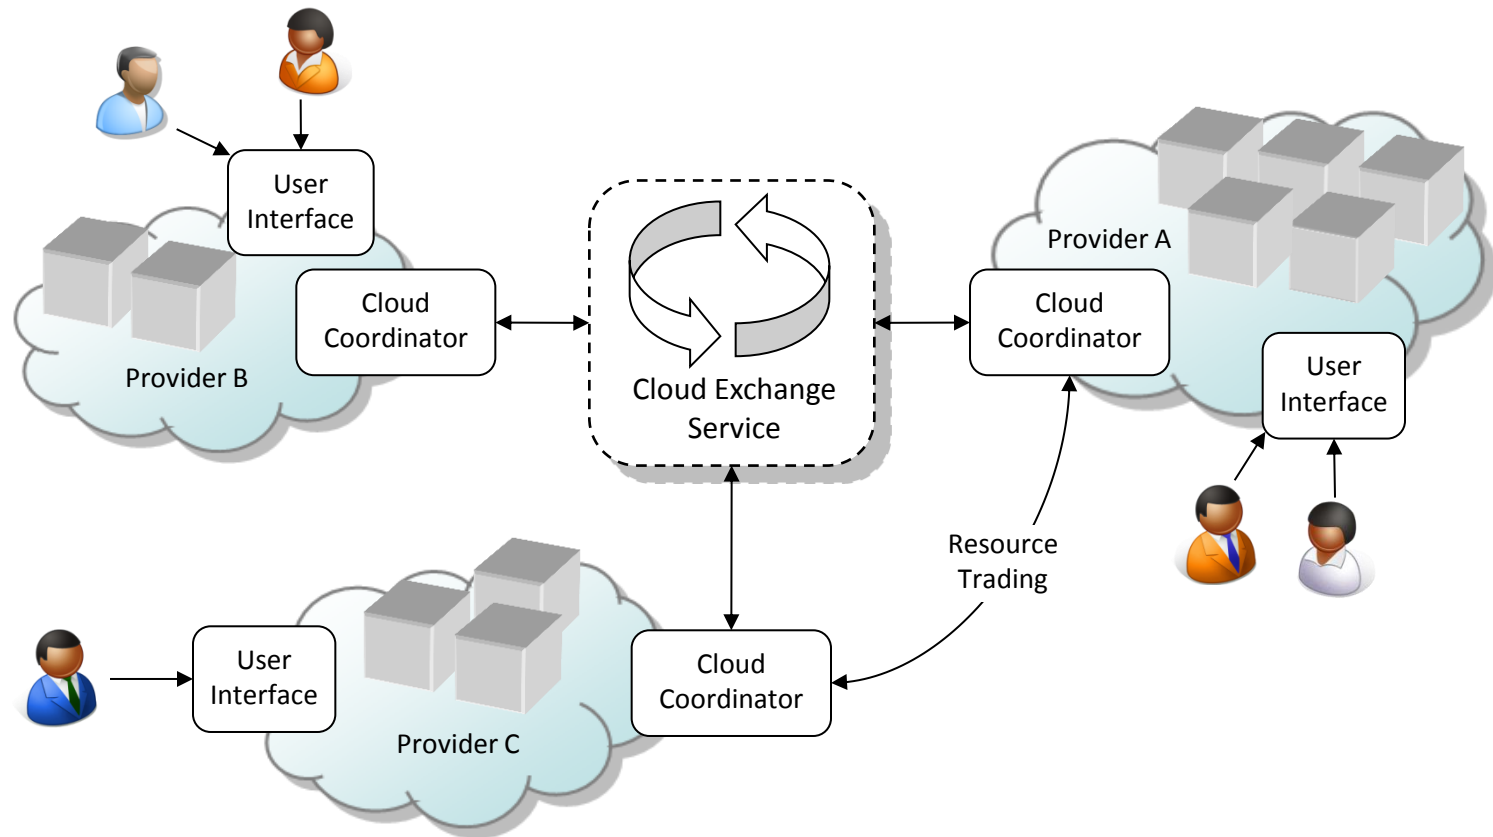 User
Interface
Cloud
Coordinator
Provider B
Cloud Exchange
Service
Provider A
Cloud
Coordinator
User
Interface
Resource
Trading
User
Interface
Cloud
Coordinator
Provider C